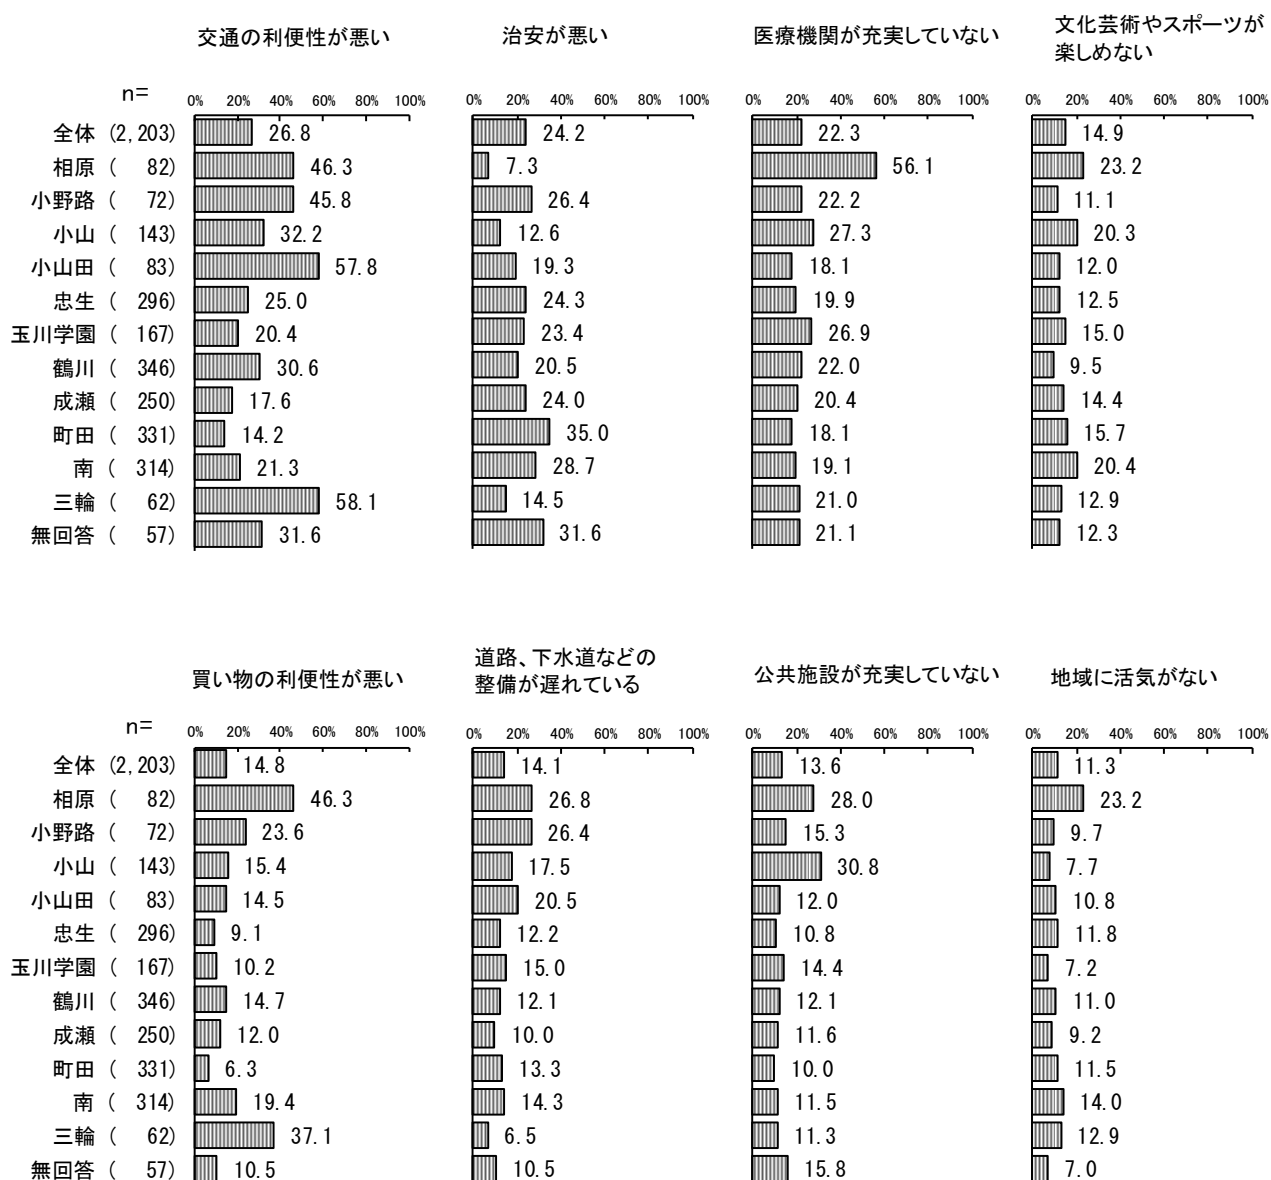 交通の利便性が悪い 治安が悪い 医療機関が充実していない 文化芸術やスポーツが
楽しめない
n=
0% 20% 40% 60% 80% 100% 0% 20% 40% 60% 80% 100% 0% 20% 40% 60% 80% 100% 0% 20% 40% 60% 80% 100%
全体 (2,203) 26.8 24.2 22.3 14.9
相原 ( 82) 46.3 7.3 56.1 23.2
小野路 ( 72) 45.8 26.4 22.2 11.1
小山 ( 143) 32.2 12.6 27.3 20.3
小山田 ( 83) 57.8 19.3 18.1 12.0
忠生 ( 296) 25.0 24.3 19.9 12.5
玉川学園 ( 167) 20.4 23.4 26.9 15.0
鶴川 ( 346) 30.6 20.5 22.0 9.5
成瀬 ( 250) 17.6 24.0 20.4 14.4
町田 ( 331) 14.2 35.0 18.1 15.7
南 ( 314) 21.3 28.7 19.1 20.4
三輪 ( 62) 58.1 14.5 21.0 12.9
無回答 ( 57) 31.6 31.6 21.1 12.3
買い物の利便性が悪い 道路、下水道などの
整備が遅れている 公共施設が充実していない 地域に活気がない
n=
0% 20% 40% 60% 80% 100% 0% 20% 40% 60% 80% 100% 0% 20% 40% 60% 80% 100% 0% 20% 40% 60% 80% 100%
全体 (2,203) 14.8 14.1 13.6 11.3
相原 ( 82) 46.3 26.8 28.0 23.2
小野路 ( 72) 23.6 26.4 15.3 9.7
小山 ( 143) 15.4 17.5 30.8 7.7
小山田 ( 83) 14.5 20.5 12.0 10.8
忠生 ( 296) 9.1 12.2 10.8 11.8
玉川学園 ( 167) 10.2 15.0 14.4 7.2
鶴川 ( 346) 14.7 12.1 12.1 11.0
成瀬 ( 250) 12.0 10.0 11.6 9.2
町田 ( 331) 6.3 13.3 10.0 11.5
南 ( 314) 19.4 14.3 11.5 14.0
三輪 ( 62) 37.1 6.5 11.3 12.9
無回答 ( 57) 10.5 10.5 15.8 7.0